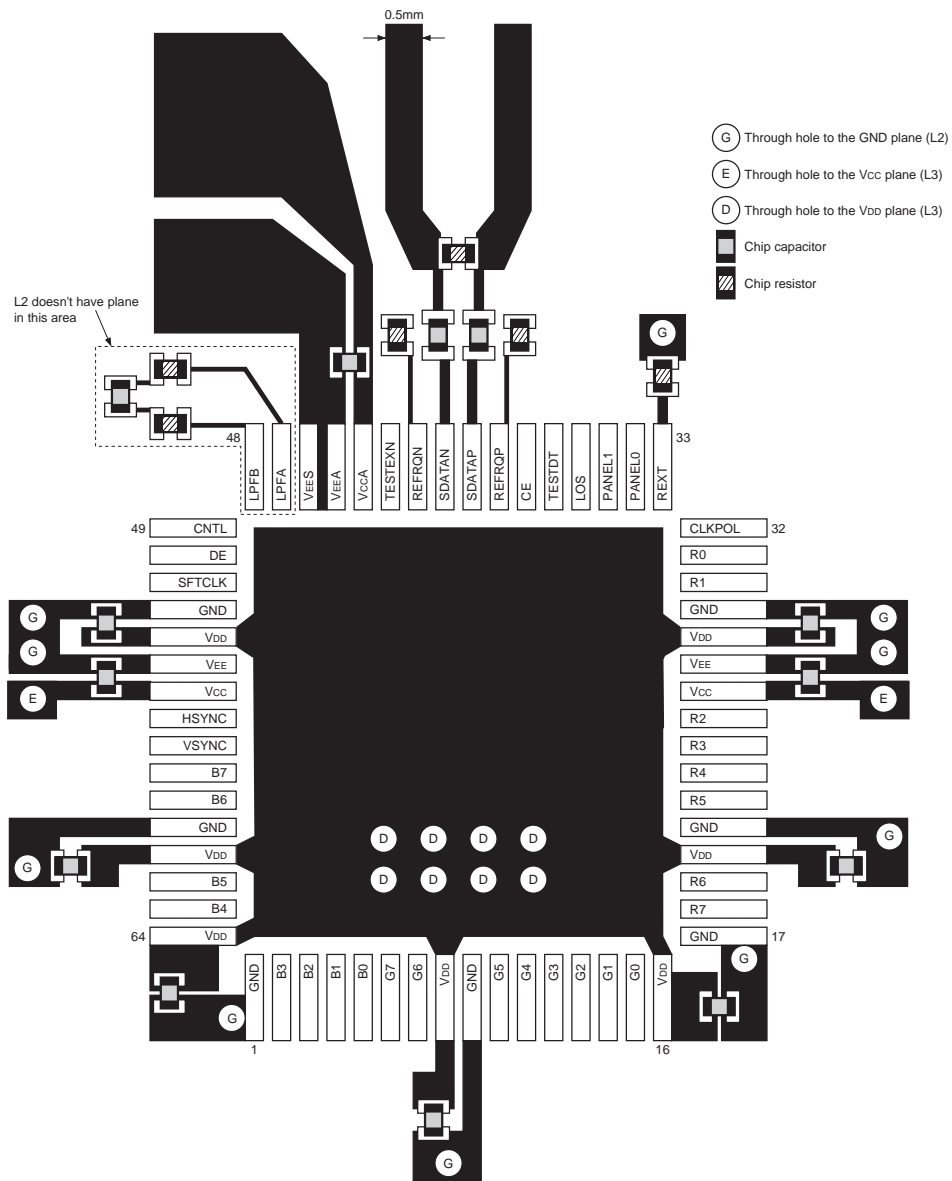 0.5mm
G Through hole to the GND plane (L2)
E Through hole to the VCC plane (L3)
D Through hole to the VDD plane (L3)
Chip capacitor
Chip resistor
L2 doesn't have plane
in this area
G
48
33
LPFB
LPFA
VEES
VEEA
VCCA
TESTEXN
REFRQN
SDATAN
SDATAP
REFRQP
CE
TESTDT
LOS
PANEL1
PANEL0
REXT
49
CNTL
DE
SFTCLK
GND
VDD
VEE
VCC
HSYNC
VSYNC
B7
B6
GND
VDD
B5
B4
64
VDD
G
G
E
G
CLKPOL
32
R0
R1
GND
VDD
VEE
VCC
R2
R3
R4
R5
GND
VDD
R6
R7
GND
17
G
G
E
G
G
D D D D
D D D D
GND
B3
B2
B1
B0
G7
G6
VDD
GND
G5
G4
G3
G2
G1
G0
VDD
G
1
16
G